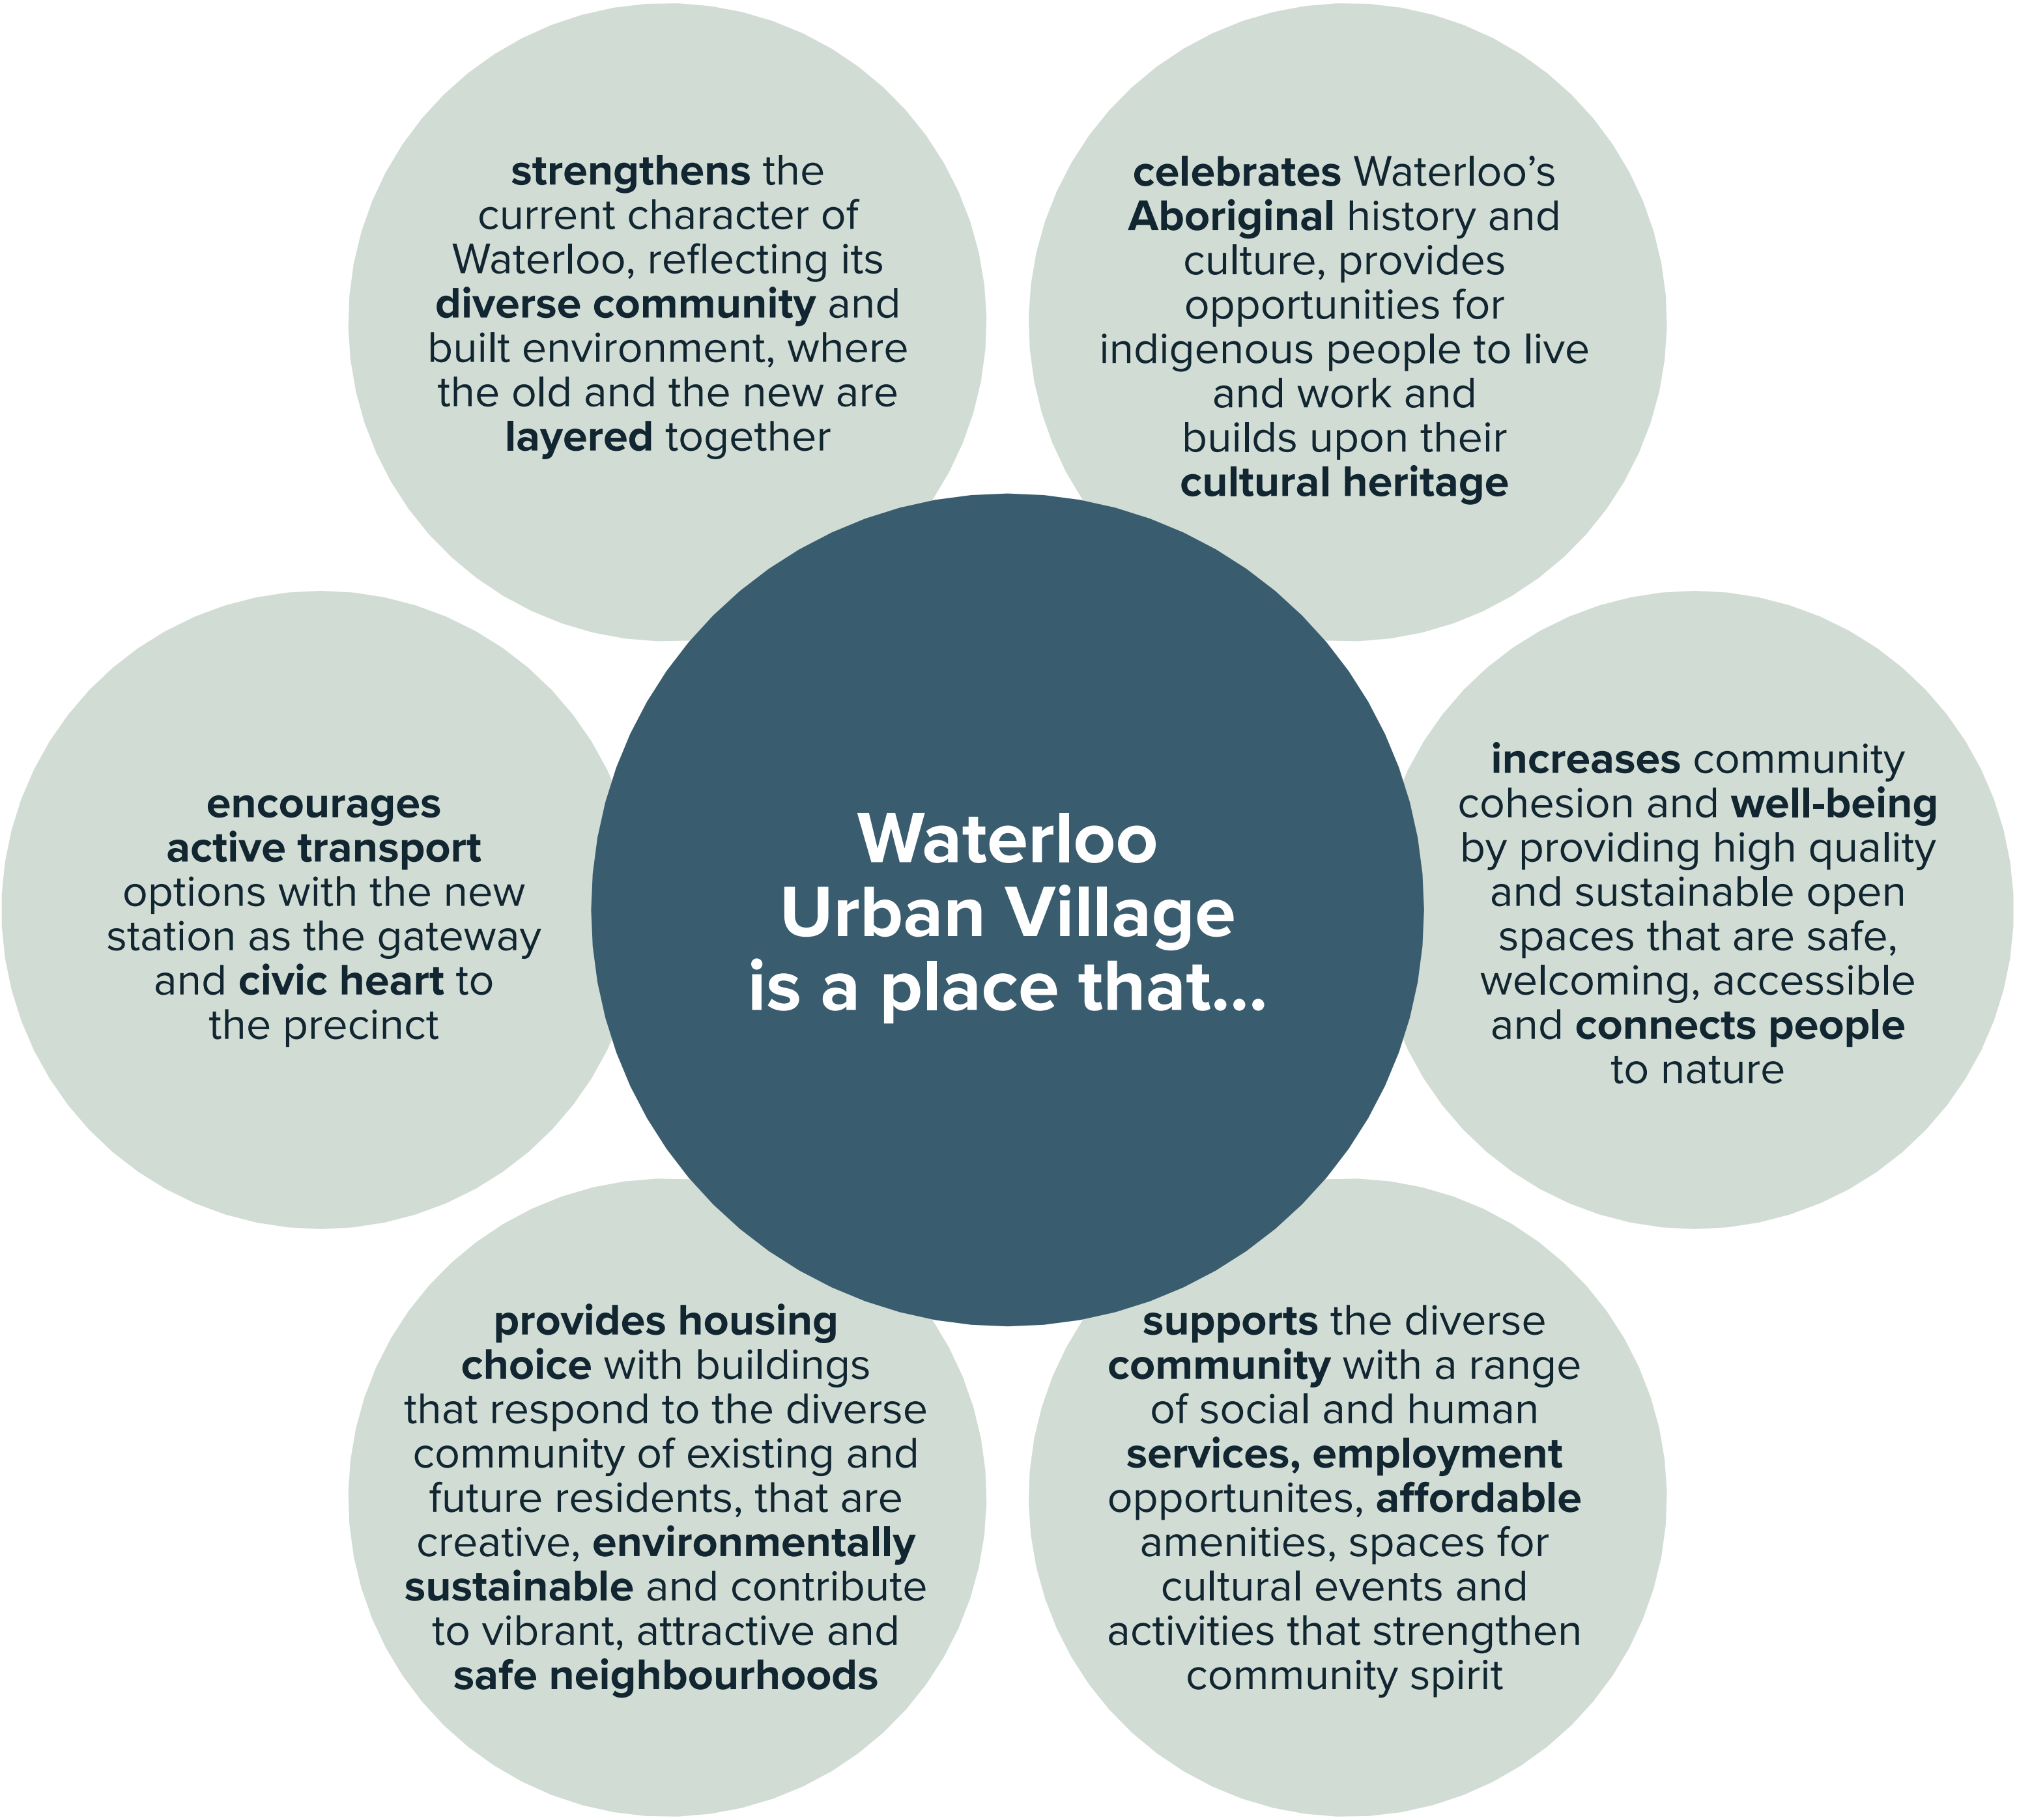 strengthens the
current character of
Waterloo, reflecting its
diverse community and
built environment, where
the old and the new are
layered together
celebrates Waterloo’s
Aboriginal history and
culture, provides
opportunities for
indigenous people to live
and work and
builds upon their
cultural heritage
encourages
active transport
options with the new
station as the gateway
and civic heart to
the precinct
Waterloo
Urban Village
is a place that...
increases community
cohesion and well-being
by providing high quality
and sustainable open
spaces that are safe,
welcoming, accessible
and connects people
to nature
provides housing
choice with buildings
that respond to the diverse
community of existing and
future residents, that are
creative, environmentally
sustainable and contribute
to vibrant, attractive and
safe neighbourhoods
supports the diverse
community with a range
of social and human
services, employment
opportunites, affordable
amenities, spaces for
cultural events and
activities that strengthen
community spirit